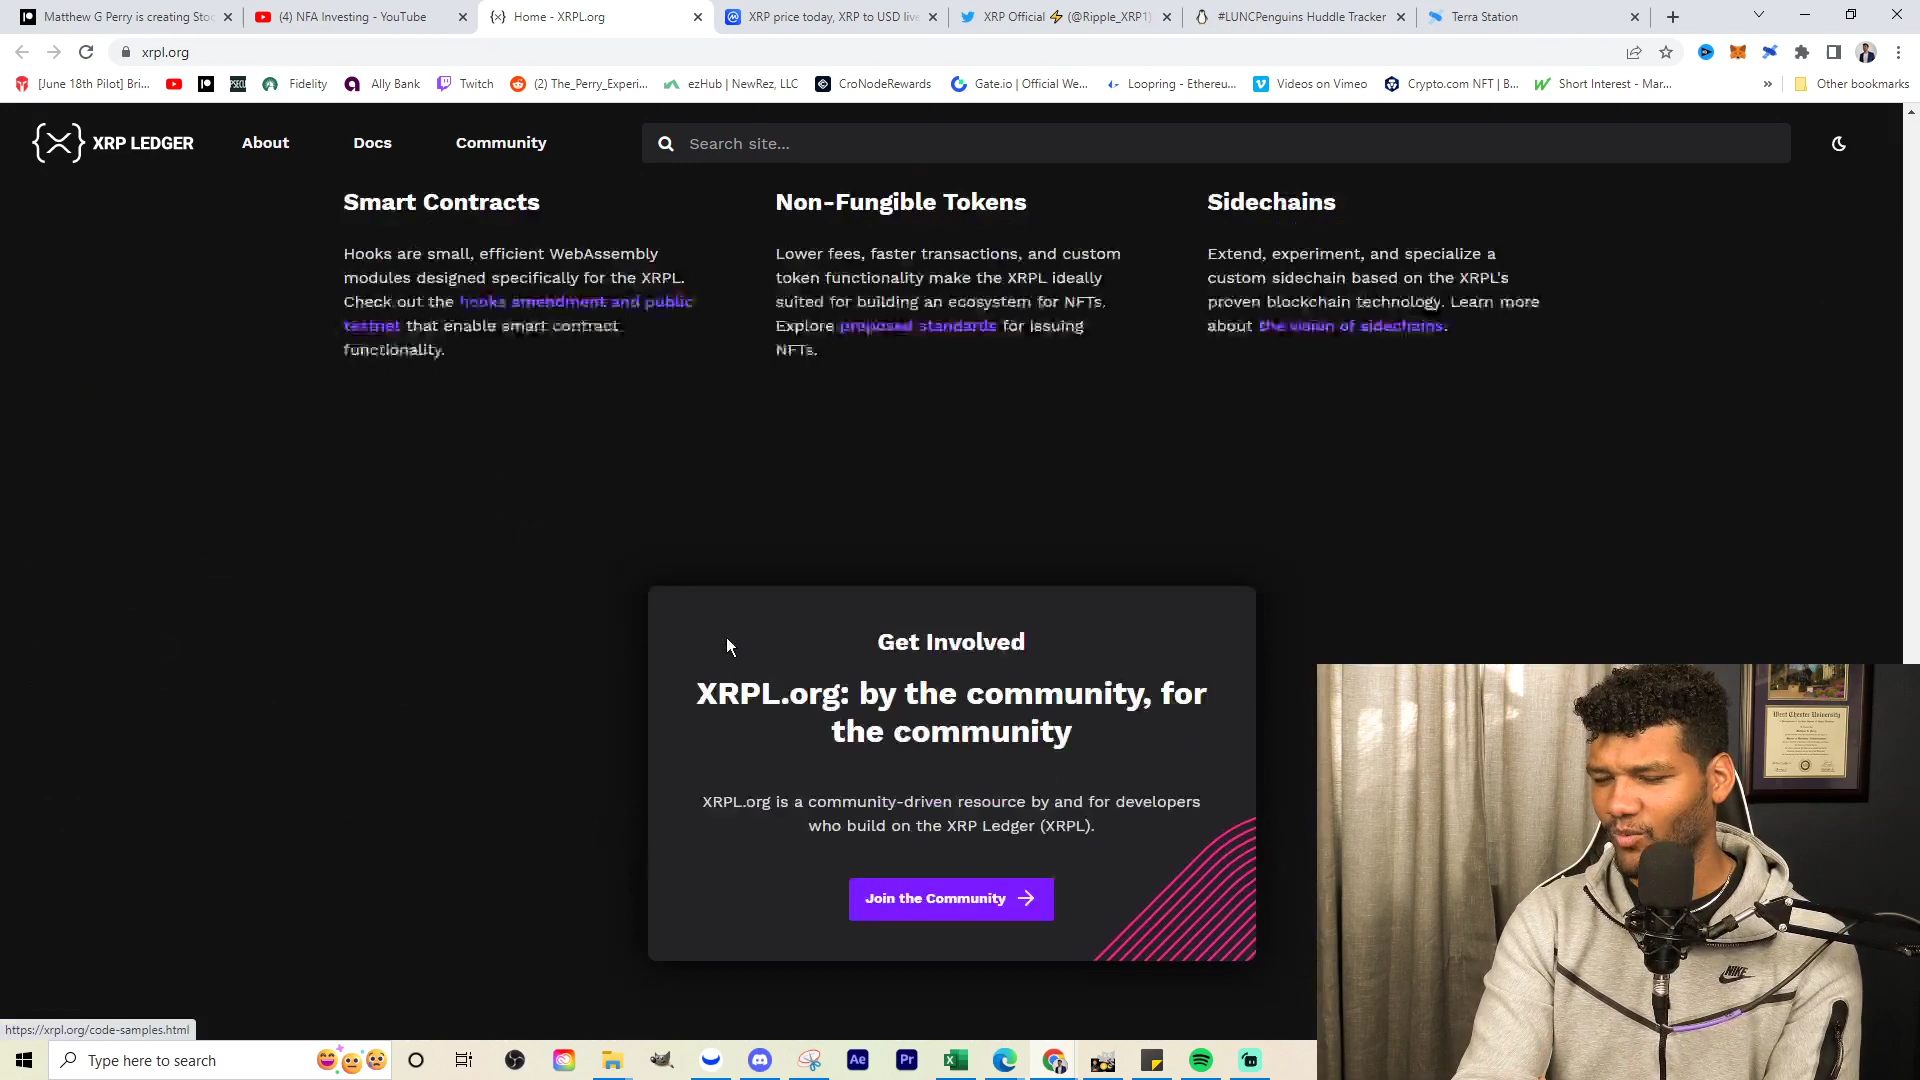 Matthew G Perry is creating Stoc
(4) NFA Investing - YouTube
Home - XRPL.org
XRP price today, XRP to USD live
XRP Official ⚡ (@Ripple_XRP1)
#LUNCPenguins Huddle Tracker
Terra Station
xrpl.org
[June 18th Pilot] Bri...
Fidelity
Ally Bank
Twitch
(2) The_Perry_Experi...
ezHub | NewRez, LLC
CroNodeRewards
Gate.io | Official We...
Loopring - Ethereu...
Videos on Vimeo
Crypto.com NFT | B...
Short Interest - Mar...
»
Other bookmarks
XRP LEDGER
About
Docs
Community
Search site...
Smart Contracts
Hooks are small, efficient WebAssembly
modules designed specifically for the XRPL.
Check out the hooks amendment and public
testnet that enable smart contract
functionality.
Non-Fungible Tokens
Lower fees, faster transactions, and custom
token functionality make the XRPL ideally
suited for building an ecosystem for NFTs.
Explore proposed standards for issuing
NFTs.
Sidechains
Extend, experiment, and specialize a
custom sidechain based on the XRPL's
proven blockchain technology. Learn more
about the vision of sidechains.
Get Involved
XRPL.org: by the community, for
the community
XRPL.org is a community-driven resource by and for developers
who build on the XRP Ledger (XRPL).
Join the Community
West Chester University
NIKE
https://xrpl.org/code-samples.html
Type here to search
Ae
Pr